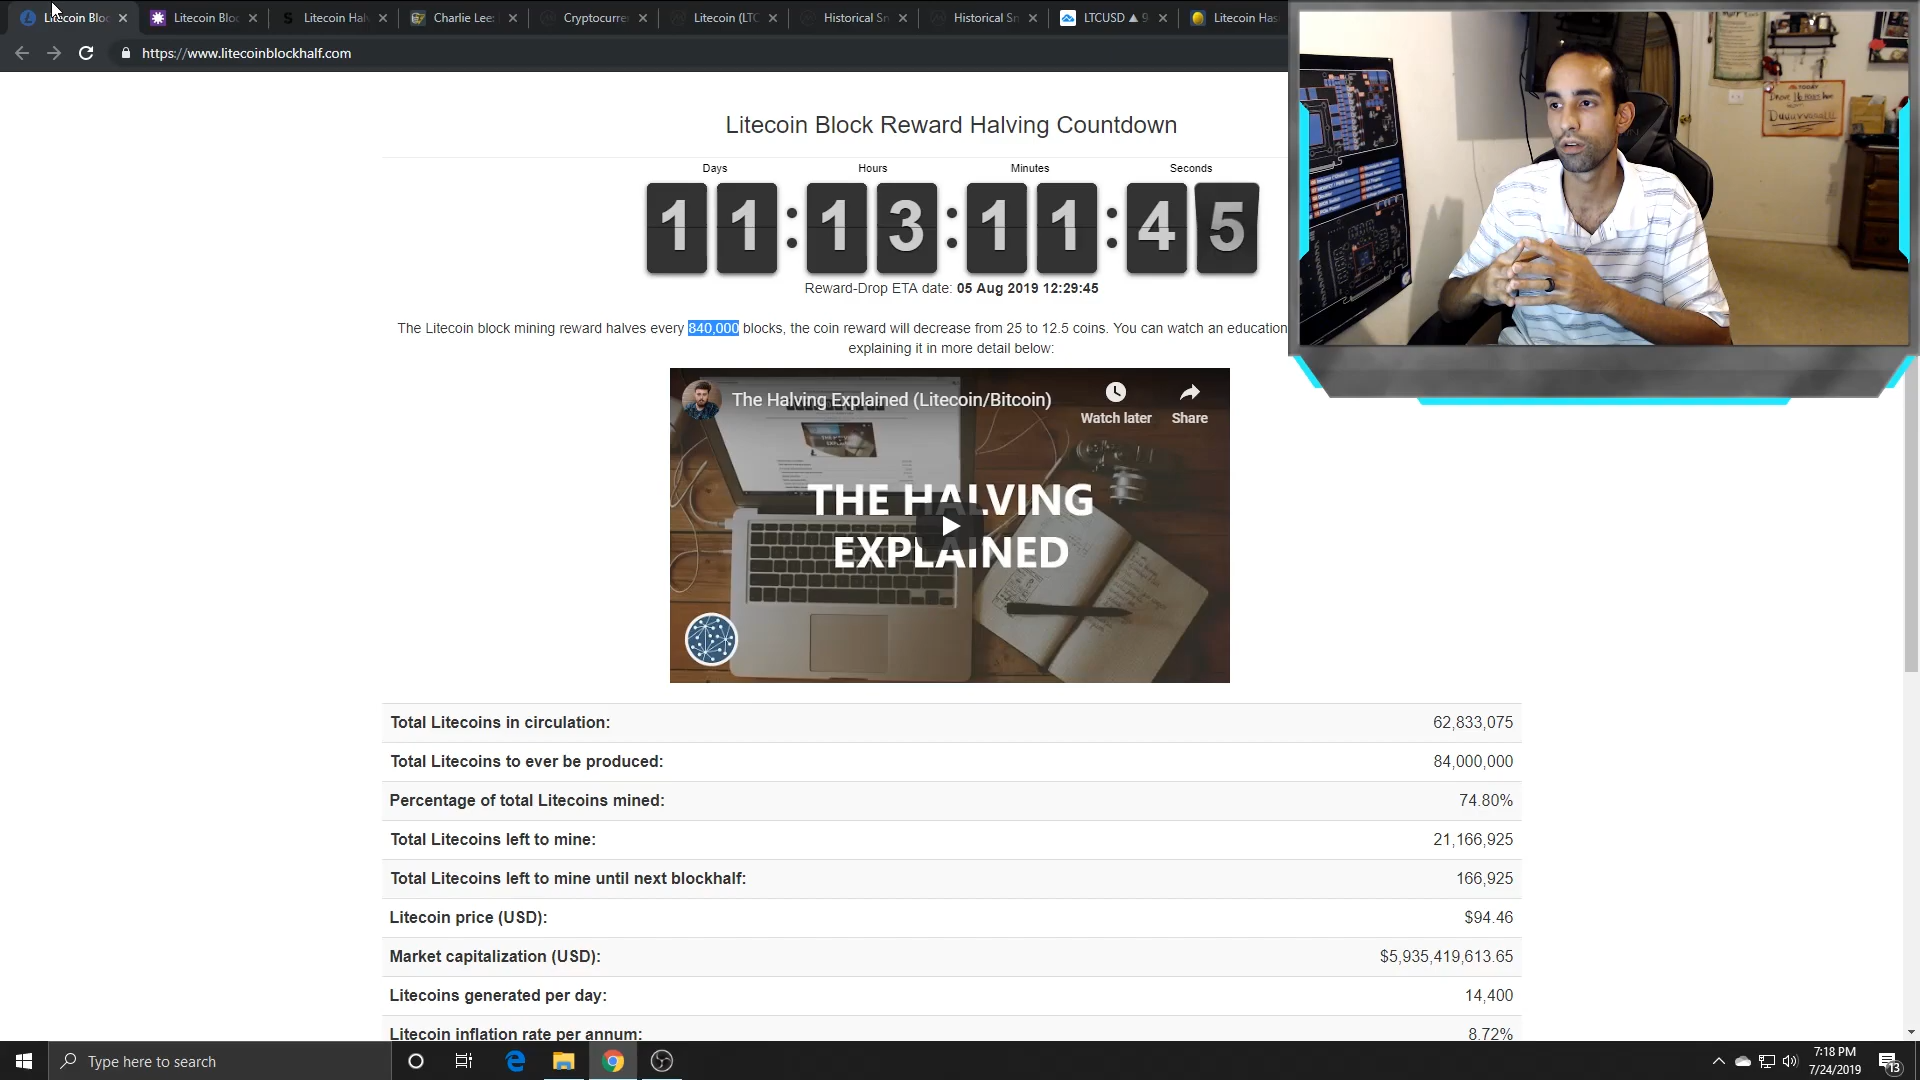 Litecoin Bloc
Litecoin Bloc
Litecoin Hal
Charlie Lee
Cryptocurre
Litecoin (LTC
Historical Sn
Historical Sn
LTCUSD ▲ 9
Litecoin Has
https://www.litecoinblockhalf.com
Litecoin Block Reward Halving Countdown
Days Hours Minutes Seconds
11:13:11:45
Reward-Drop ETA date: 05 Aug 2019 12:29:45
The Litecoin block mining reward halves every 840,000 blocks, the coin reward will decrease from 25 to 12.5 coins. You can watch an education
explaining it in more detail below:
The Halving Explained (Litecoin/Bitcoin)
Watch later
Share
THE HALVING
EXPLAINED
Total Litecoins in circulation: 62,833,075
Total Litecoins to ever be produced: 84,000,000
Percentage of total Litecoins mined: 74.80%
Total Litecoins left to mine: 21,166,925
Total Litecoins left to mine until next blockhalf: 166,925
Litecoin price (USD): $94.46
Market capitalization (USD): $5,935,419,613.65
Litecoins generated per day: 14,400
Litecoin inflation rate per annum: 8.72%
Type here to search
7:18 PM
7/24/2019
13